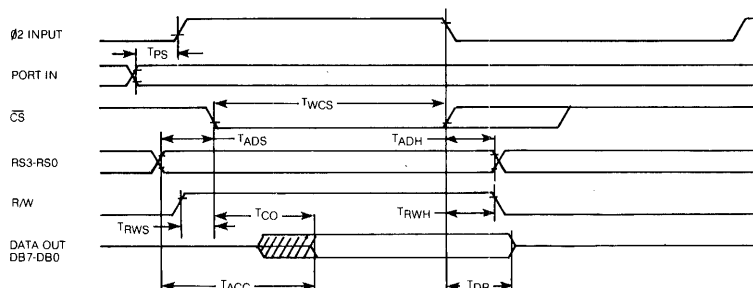 Ø2 INPUT
TPS
PORT IN
TWCS
CS
TADS
TADH
RS3-RS0
R/W
TCO
TRWH
TRWS
DATA OUT
DB7-DB0
TACC
TDR